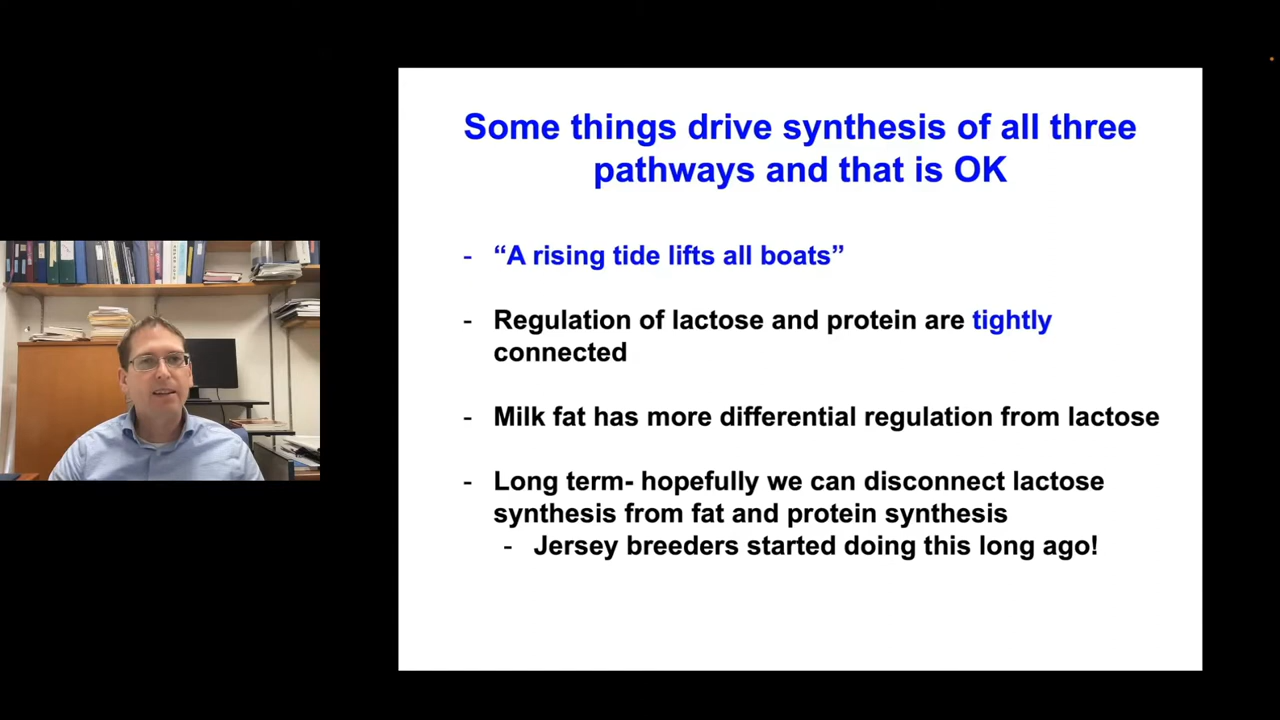 Some things drive synthesis of all three
pathways and that is OK
- “A rising tide lifts all boats”
- Regulation of lactose and protein are tightly
connected
- Milk fat has more differential regulation from lactose
- Long term- hopefully we can disconnect lactose
synthesis from fat and protein synthesis
- Jersey breeders started doing this long ago!